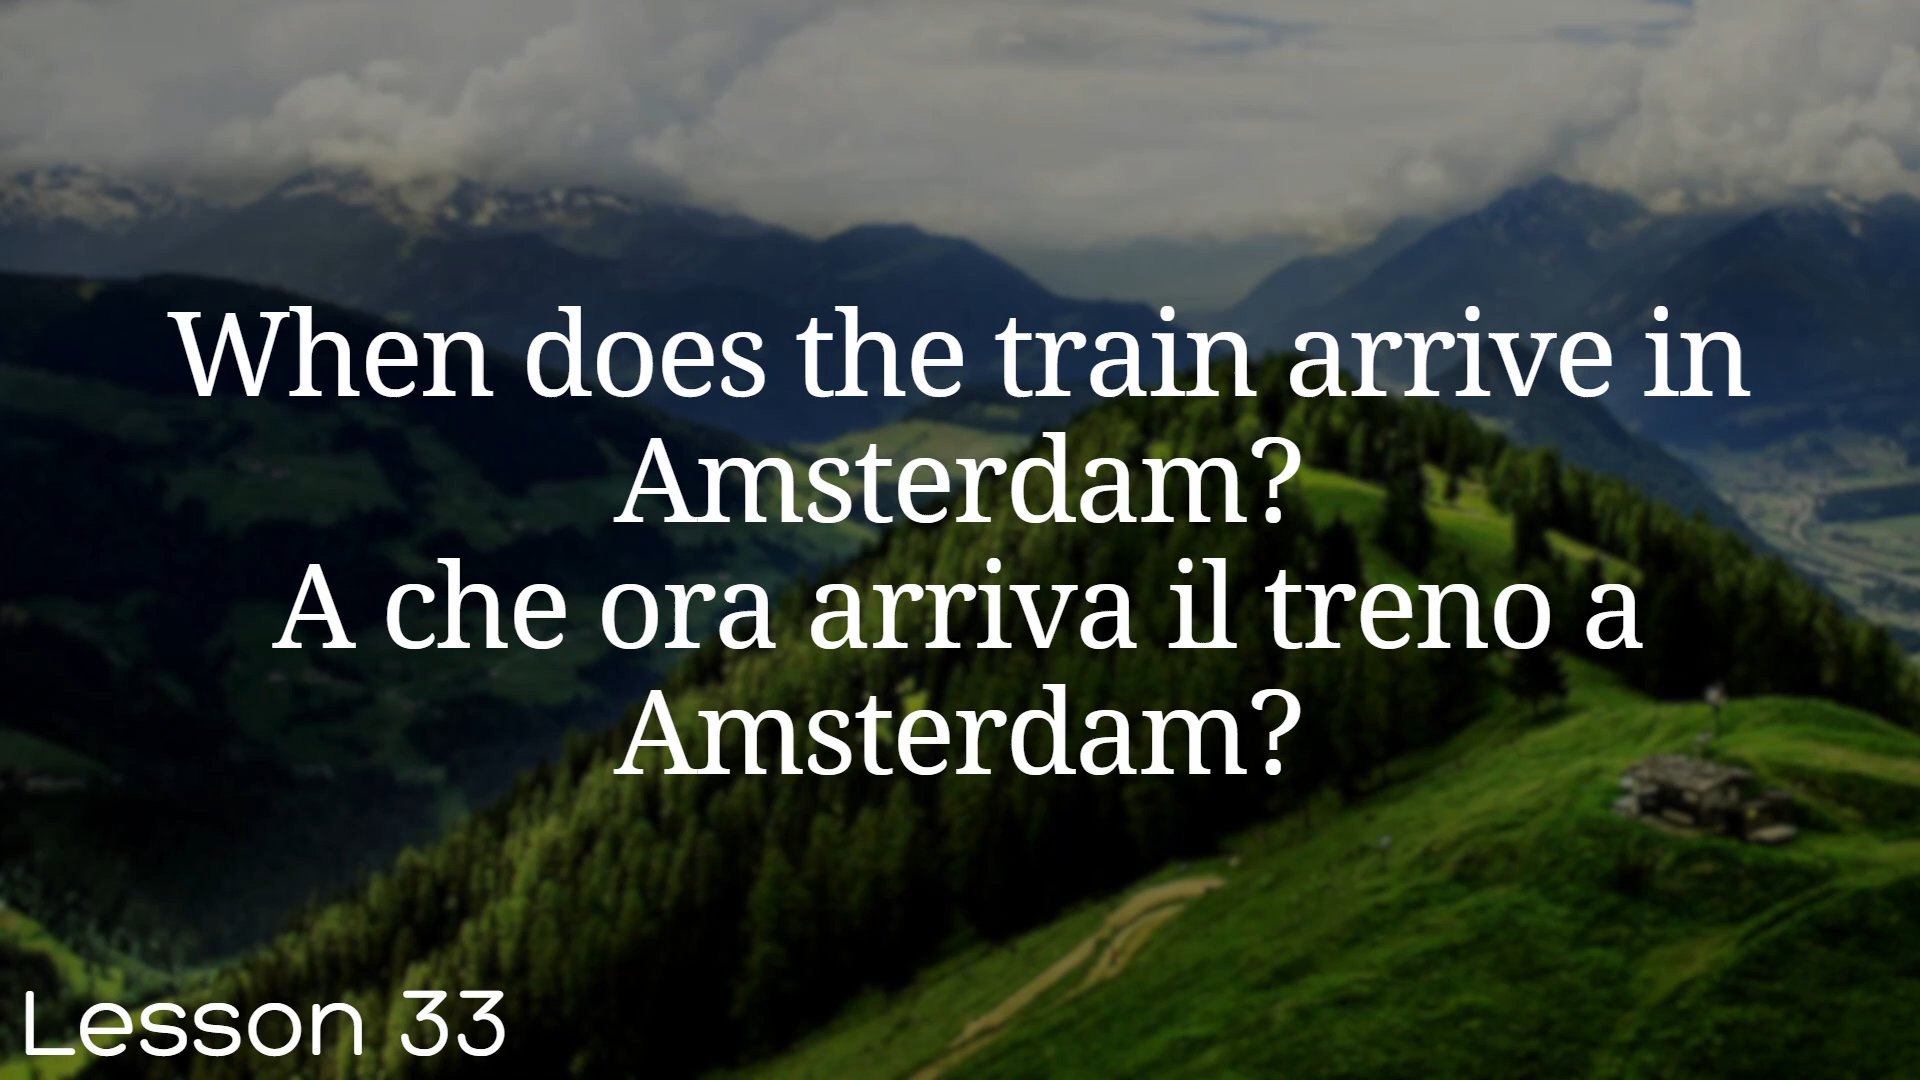 When does the train arrive in
Amsterdam?
A che ora arriva il treno a
Amsterdam?
Lesson 33